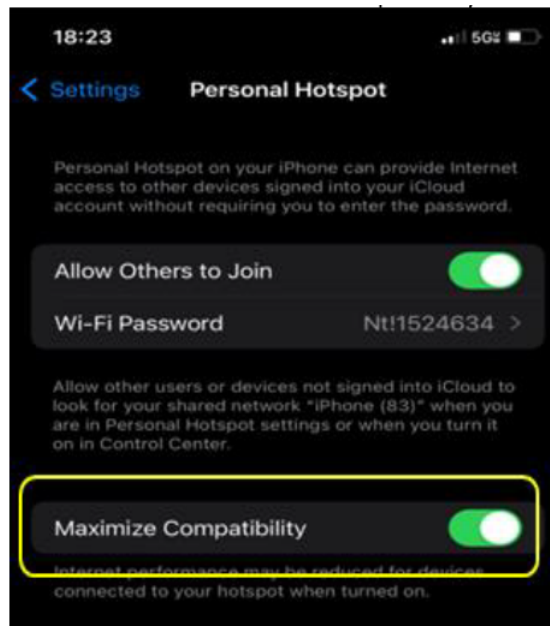 18:23
5G
Settings
Personal Hotspot
Personal Hotspot on your iPhone can provide Internet
access to other devices signed into your iCloud
account without requiring you to enter the password.
Allow Others to Join
Wi-Fi Password Nt!1524634 >
Allow other users or devices not signed into iCloud to
look for your shared network "iPhone (83)" when you
are in Personal Hotspot settings or when you turn it
on in Control Center.
Maximize Compatibility
Internet performance may be reduced for devices
connected to your hotspot when turned on.